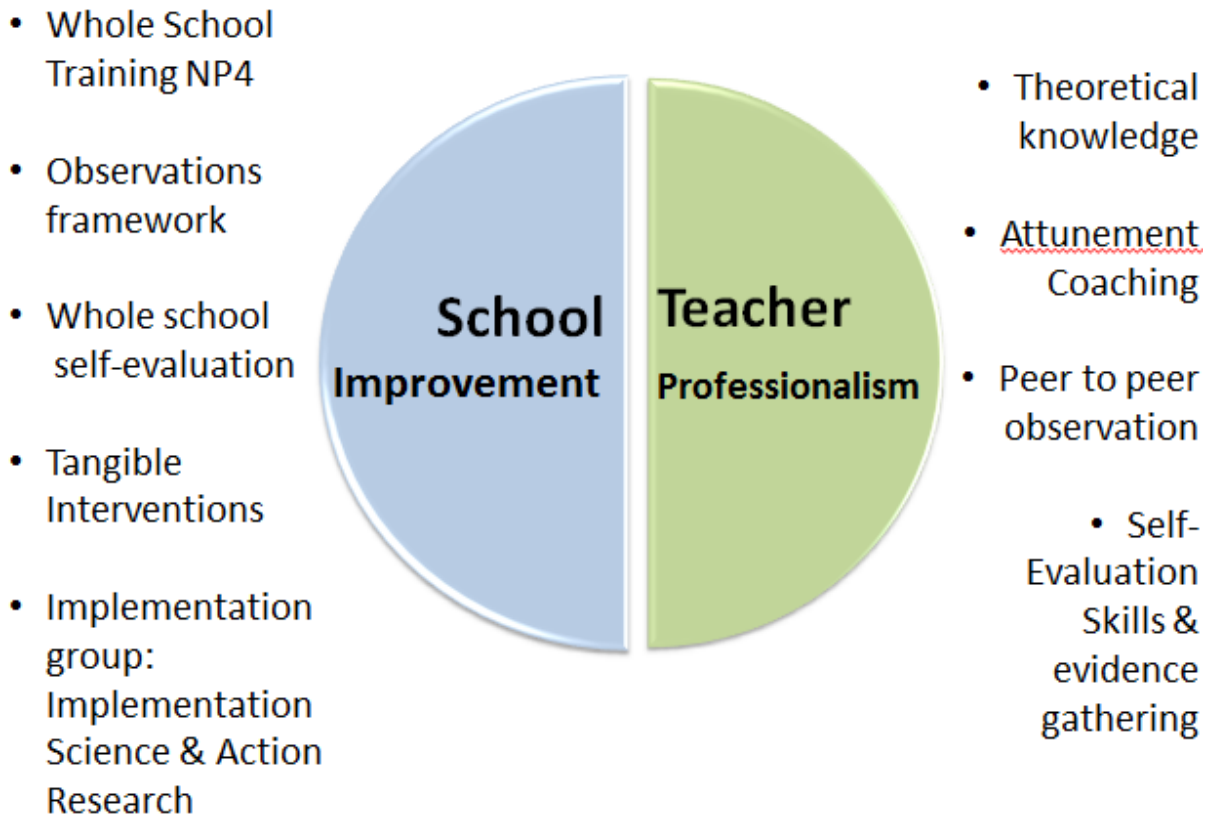 • Whole School
Training NP4
• Observations
framework
• Whole school
self-evaluation
• Tangible
Interventions
• Implementation
group:
Implementation
Science & Action
Research
School
Improvement
Teacher
Professionalism
• Theoretical
knowledge
• Attunement
Coaching
• Peer to peer
observation
• Self-
Evaluation
Skills &
evidence
gathering